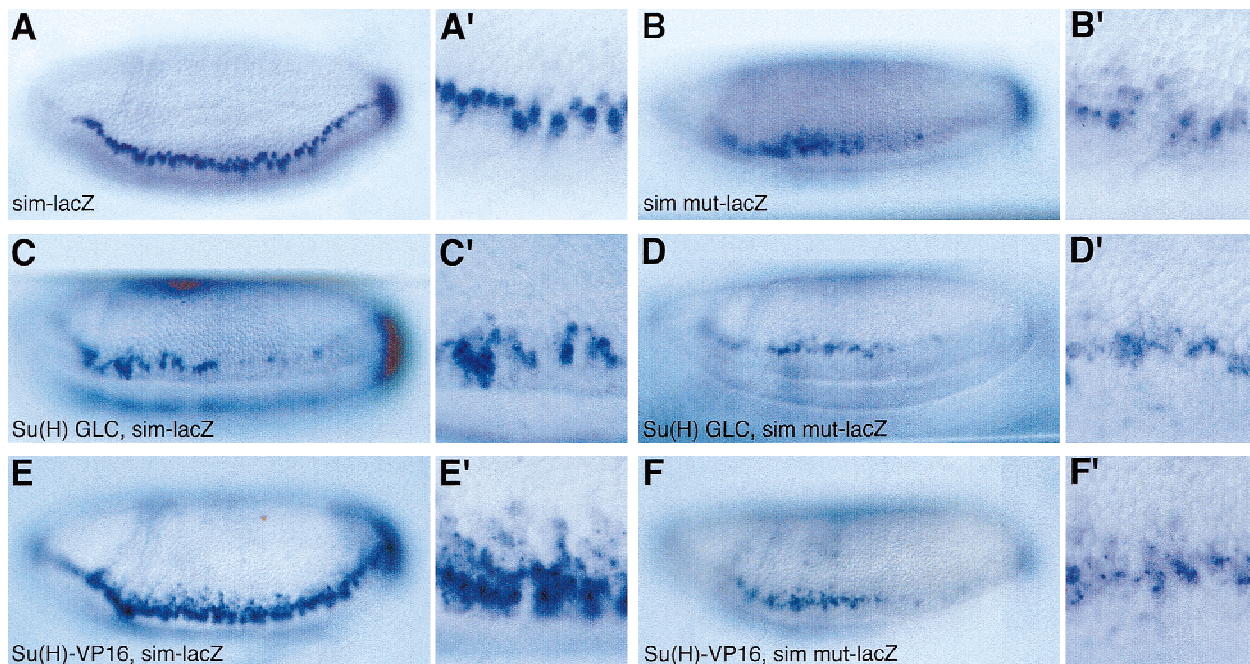 A
A'
B
B'
sim-lacZ
sim mut-lacZ
C
C'
D
D'
Su(H) GLC, sim-lacZ
Su(H) GLC, sim mut-lacZ
E
E'
F
F'
Su(H)-VP16, sim-lacZ
Su(H)-VP16, sim mut-lacZ